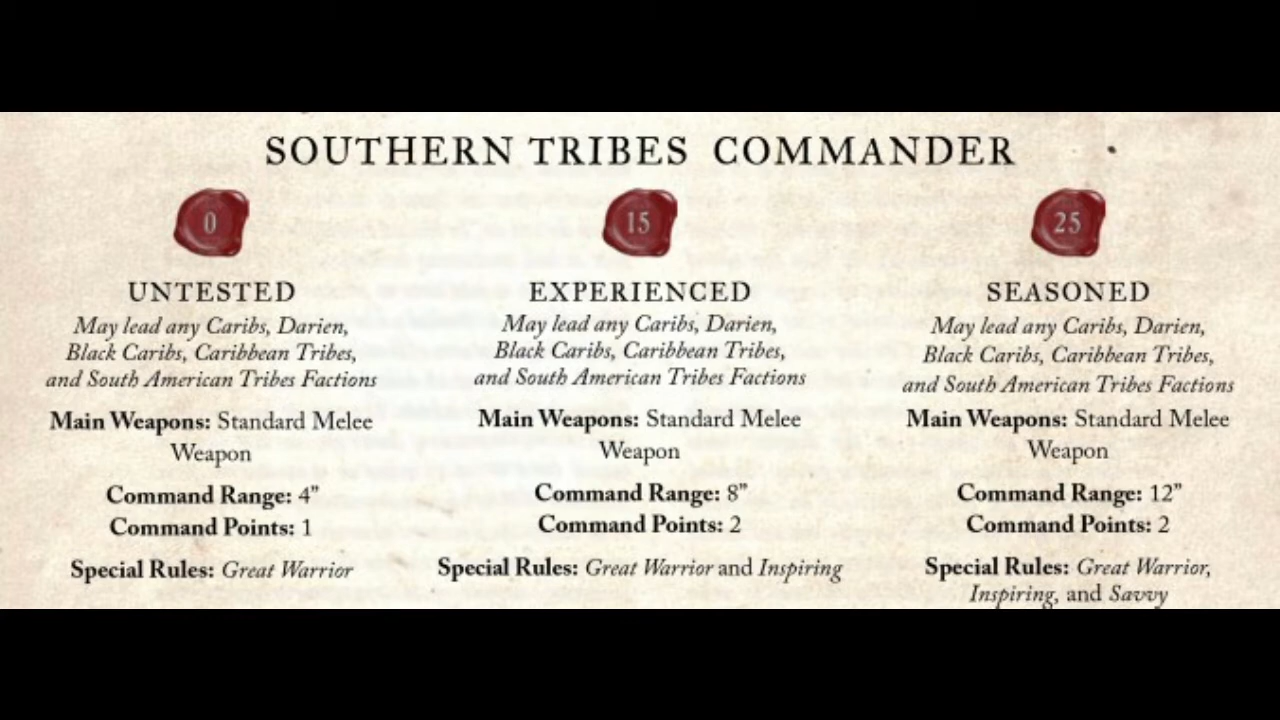 SOUTHERN TRIBES COMMANDER
0
UNTESTED
May lead any Caribs, Darien,
Black Caribs, Caribbean Tribes,
and South American Tribes Factions
Main Weapons: Standard Melee
Weapon
Command Range: 4”
Command Points: 1
Special Rules: Great Warrior
15
EXPERIENCED
May lead any Caribs, Darien,
Black Caribs, Caribbean Tribes,
and South American Tribes Factions
Main Weapons: Standard Melee
Weapon
Command Range: 8”
Command Points: 2
Special Rules: Great Warrior and Inspiring
25
SEASONED
May lead any Caribs, Darien,
Black Caribs, Caribbean Tribes,
and South American Tribes Factions
Main Weapons: Standard Melee
Weapon
Command Range: 12”
Command Points: 2
Special Rules: Great Warrior,
Inspiring, and Savvy